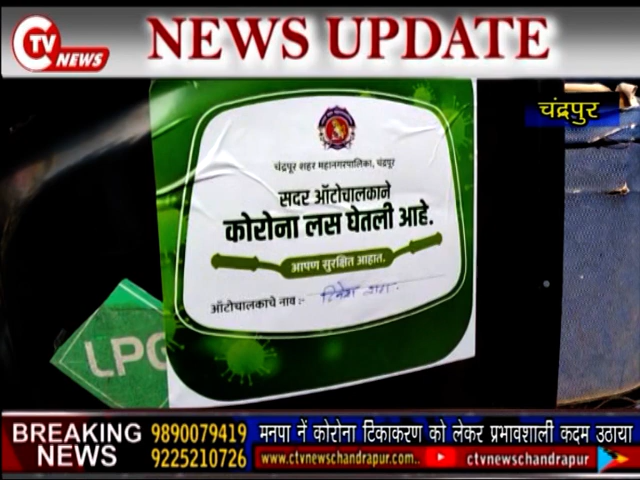 CTV NEWS
NEWS UPDATE
चंद्रपुर
चंद्रपूर शहर महानगरपालिका, चंद्रपूर
सदर ऑटोचालकाने
कोरोना लस घेतली आहे.
आपण सुरक्षित आहात.
ऑटोचालकाचे नाव :-
LPG
BREAKING NEWS
9890079419
9225210726
मनपा नें कोरोना टिकाकरण को लेकर प्रभावशाली कदम उठाया
www.ctvnewschandrapur.com..
ctvnewschandrapur